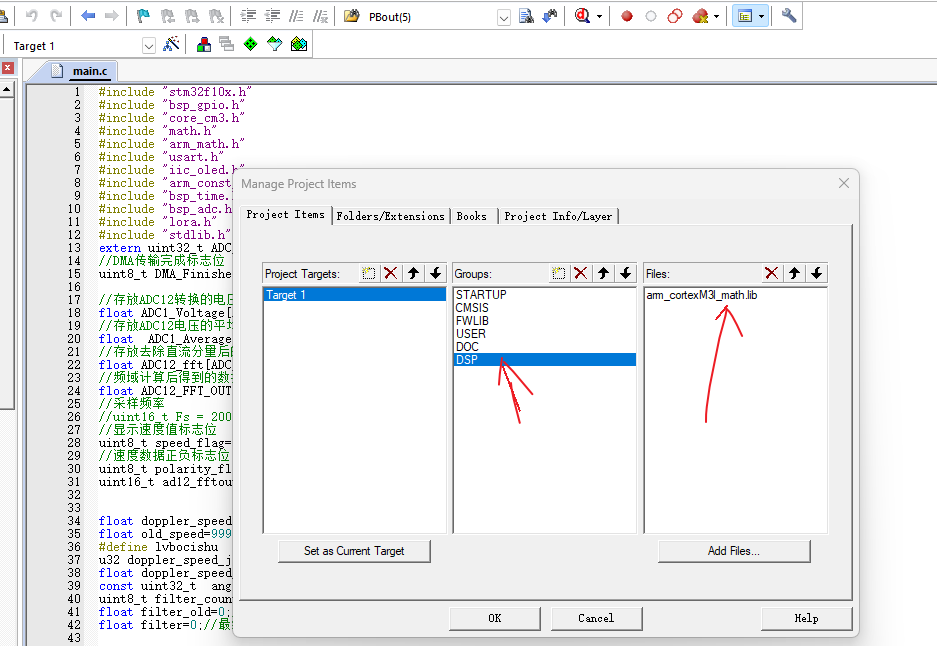 PBout(5)
Target 1
main.c
1 #include "stm32f10x.h"
2 #include "bsp_gpio.h"
3 #include "core_cm3.h"
4 #include "math.h"
5 #include "arm_math.h"
6 #include "usart.h"
7 #include "iic_oled.h"
8 #include "arm_const
9 #include "bsp_time.
10 #include "bsp_adc.h
11 #include "lora.h"
12 #include "stdlib.h"
13 extern uint32_t ADC
14 //DMA传输完成标志位
15 uint8_t DMA_Finishe
16
17 //存放ADC12转换的电压
18 float ADC1_Voltage[
19 //存放ADC12电压的平均
20 float ADC1_Average
21 //存放去除直流分量后的
22 float ADC12_fft[ADC
23 //频域计算后得到的数据
24 float ADC12_FFT_OUT
25 //采样频率
26 //uint16_t Fs = 200
27 //显示速度值标志位
28 uint8_t speed_flag=
29 //速度数据正负标志位
30 uint8_t polarity_fl
31 uint16_t ad12_fftou
32
33
34 float doppler_speed
35 float old_speed=999
36 #define lvbocishu
37 u32 doppler_speed_j
38 float doppler_speed
39 const uint32_t ang
40 uint8_t filter_coun
41 float filter_old=0;
42 float filter=0;//最
43
Manage Project Items
Project Items Folders/Extensions Books Project Info/Layer
Project Targets: Groups: Files:
Target 1
STARTUP
CMSIS
FWLIB
USER
DOC
DSP
arm_cortexM3l_math.lib
Set as Current Target
Add Files...
OK Cancel Help